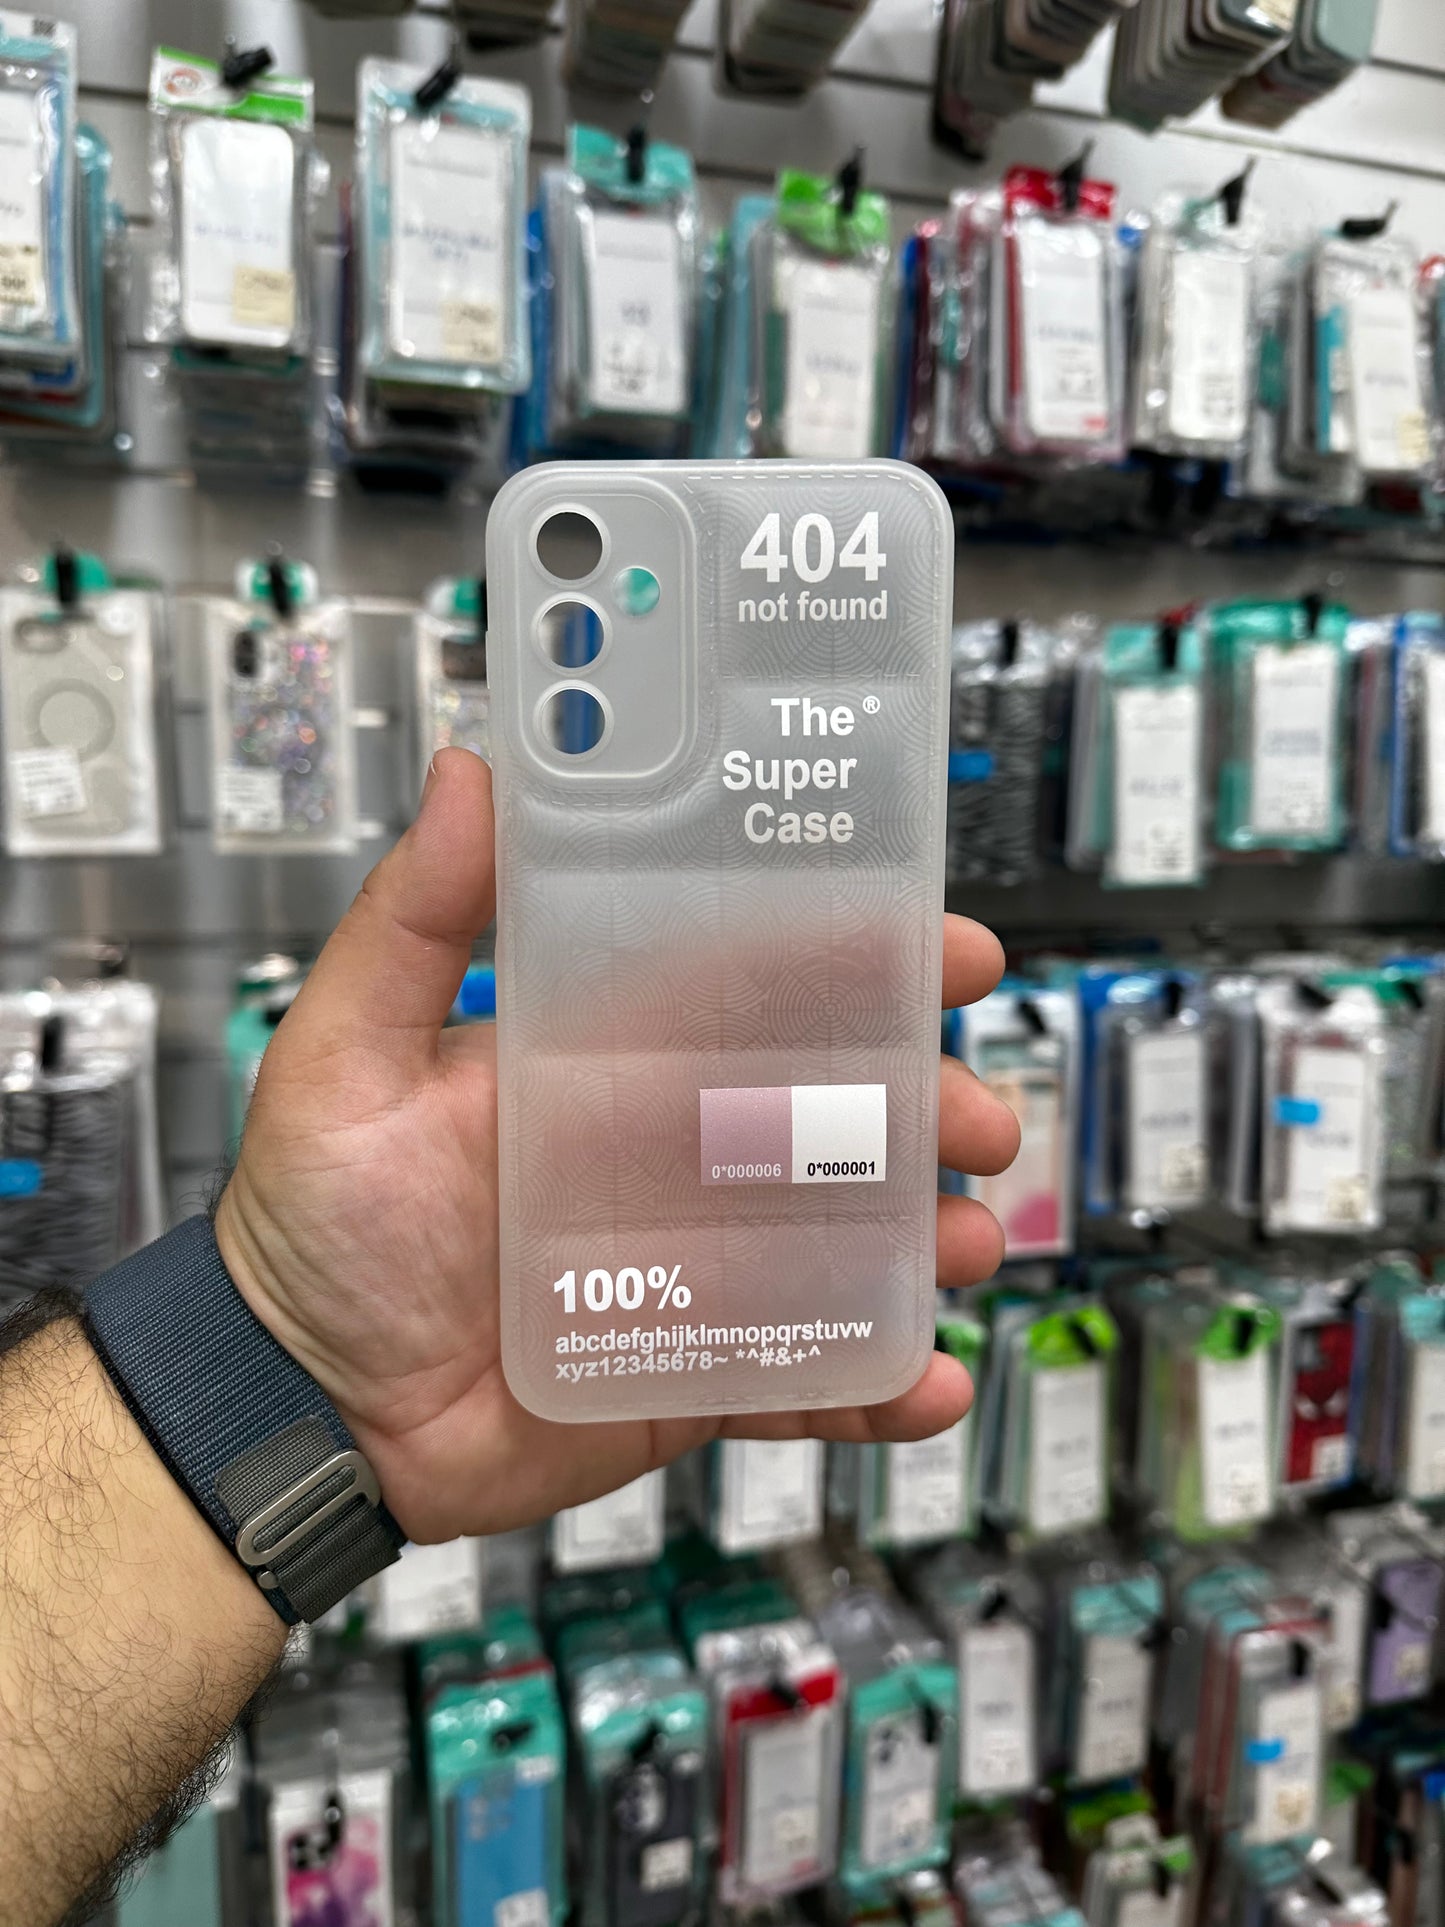 404
not found
The ®
Super
Case
0*000006 0*000001
100%
abcdefghijklmnopqrstuvw
xyz12345678~ *^#&+^